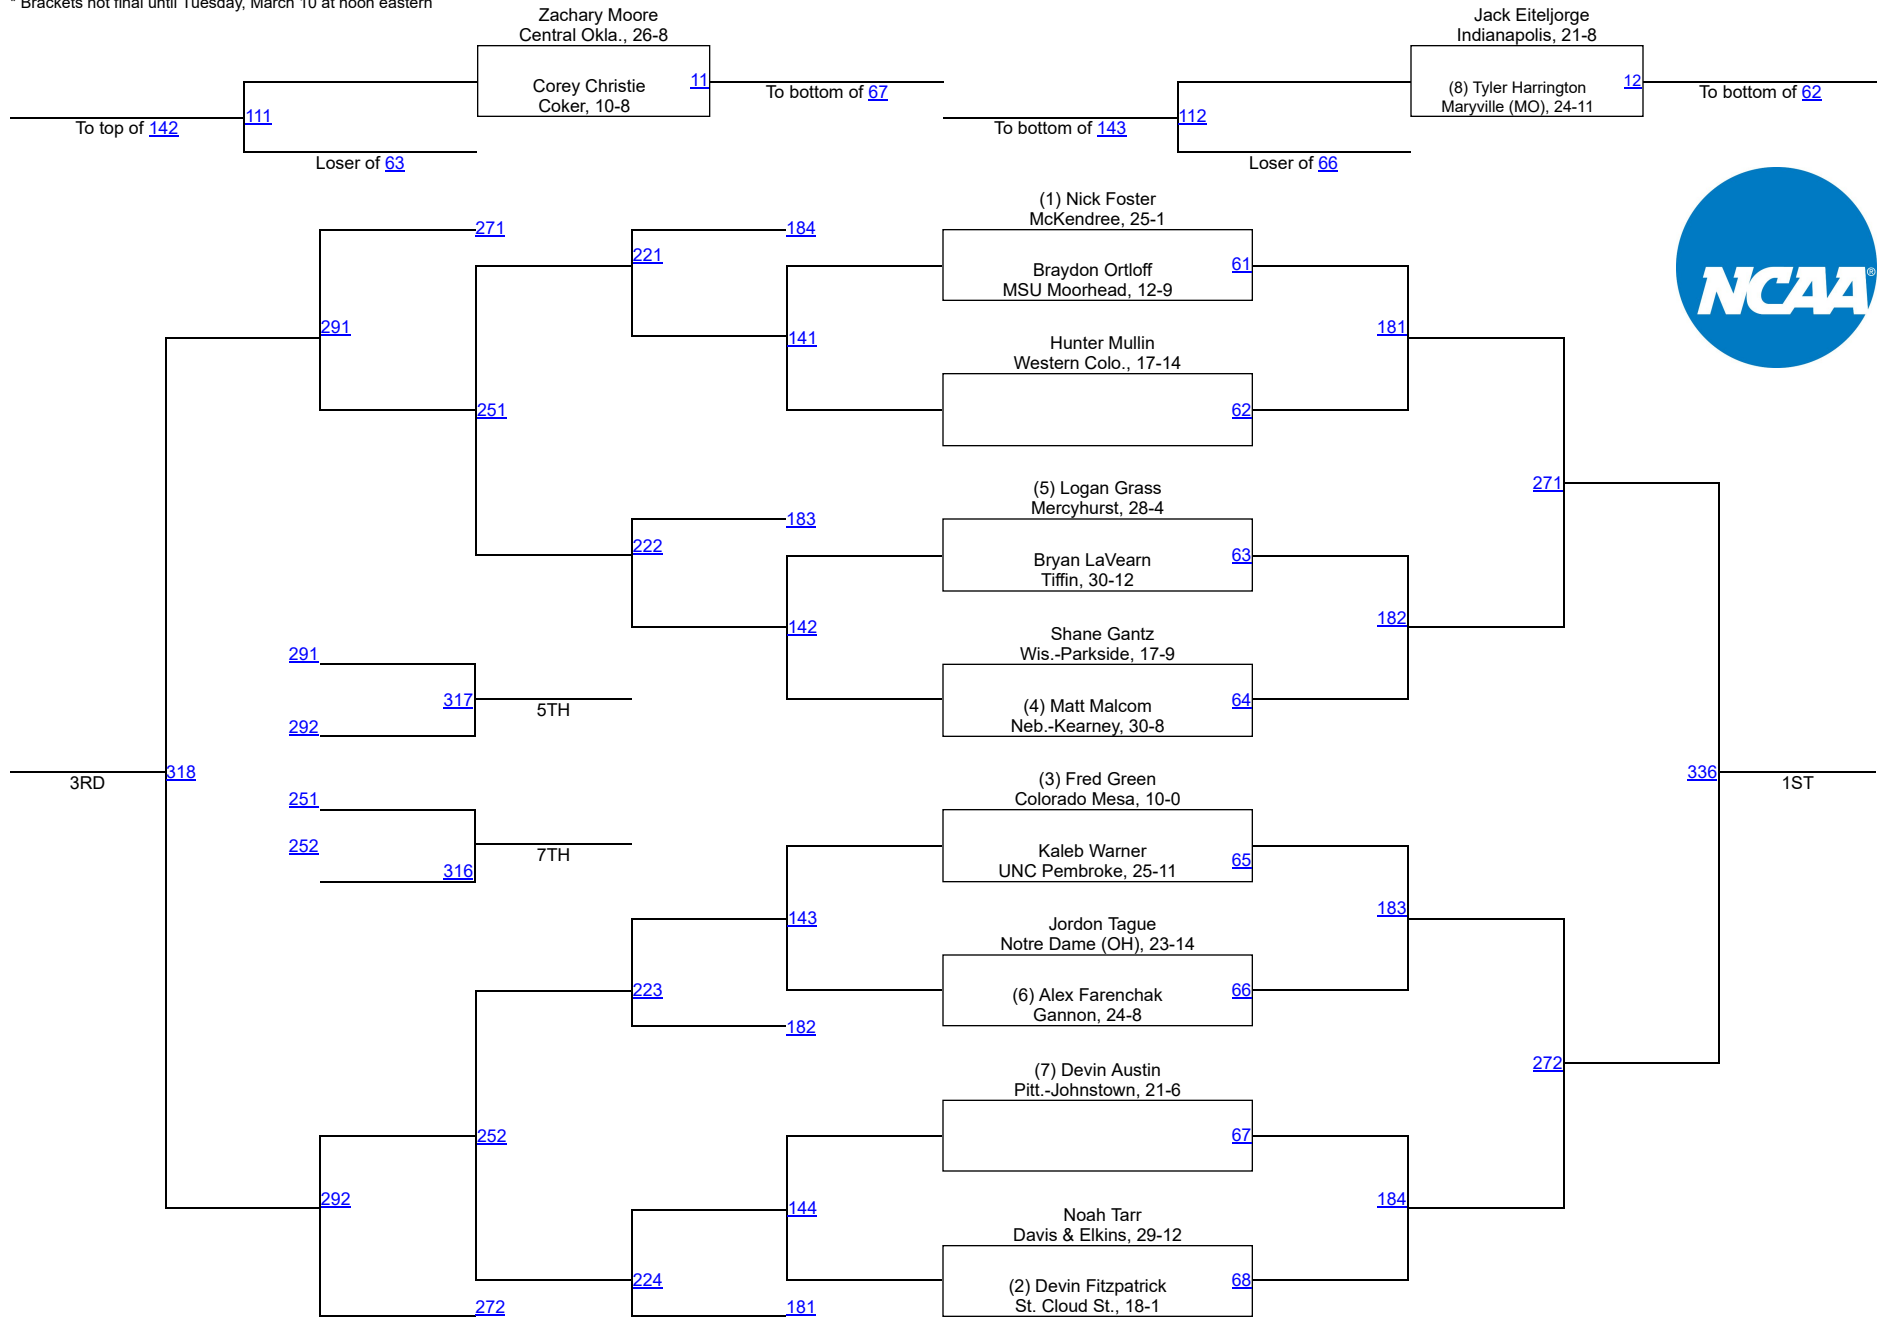 * Brackets not final until Tuesday, March 10 at noon eastern
Zachary Moore
Central Okla., 26-8
Corey Christie
Coker, 10-8
11
To bottom of 67
111
To top of 142
Loser of 63
Jack Eiteljorge
Indianapolis, 21-8
(8) Tyler Harrington
Maryville (MO), 24-11
12
To bottom of 62
112
To bottom of 143
Loser of 66
NCAA®
(1) Nick Foster
McKendree, 25-1
271
184
221
Braydon Ortloff
MSU Moorhead, 12-9
61
291
141
181
Hunter Mullin
Western Colo., 17-14
251
62
(5) Logan Grass
Mercyhurst, 28-4
271
183
222
Bryan LaVearn
Tiffin, 30-12
63
142
182
Shane Gantz
Wis.-Parkside, 17-9
291
317
5TH
292
(4) Matt Malcom
Neb.-Kearney, 30-8
64
3RD
318
336
1ST
(3) Fred Green
Colorado Mesa, 10-0
251
252
7TH
316
Kaleb Warner
UNC Pembroke, 25-11
65
143
183
Jordon Tague
Notre Dame (OH), 23-14
223
(6) Alex Farenchak
Gannon, 24-8
66
182
272
(7) Devin Austin
Pitt.-Johnstown, 21-6
252
67
292
144
184
Noah Tarr
Davis & Elkins, 29-12
224
(2) Devin Fitzpatrick
St. Cloud St., 18-1
68
272
181